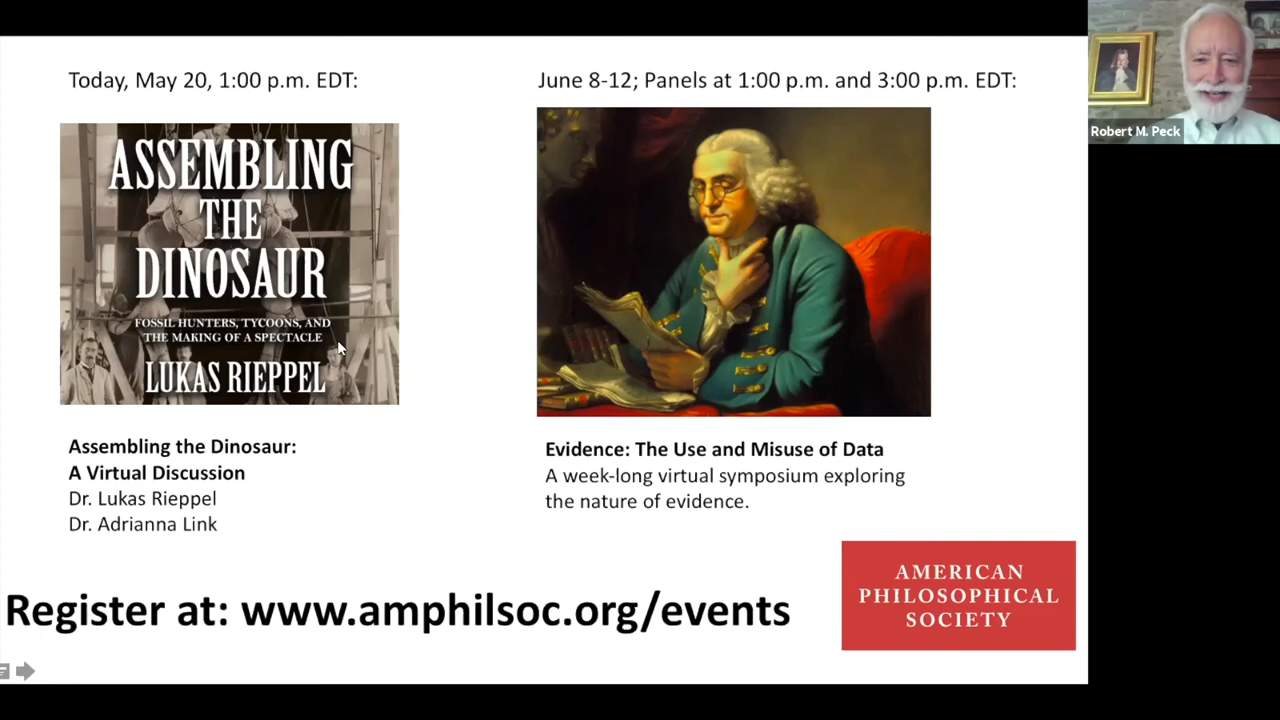 Today, May 20, 1:00 p.m. EDT:
ASSEMBLING
THE
DINOSAUR
FOSSIL HUNTERS, TYCOONS, AND
THE MAKING OF A SPECTACLE
LUKAS RIEPPEL
Assembling the Dinosaur:
A Virtual Discussion
Dr. Lukas Rieppel
Dr. Adrianna Link
June 8-12; Panels at 1:00 p.m. and 3:00 p.m. EDT:
Evidence: The Use and Misuse of Data
A week-long virtual symposium exploring
the nature of evidence.
Register at: www.amphilsoc.org/events
AMERICAN
PHILOSOPHICAL
SOCIETY
Robert M. Peck